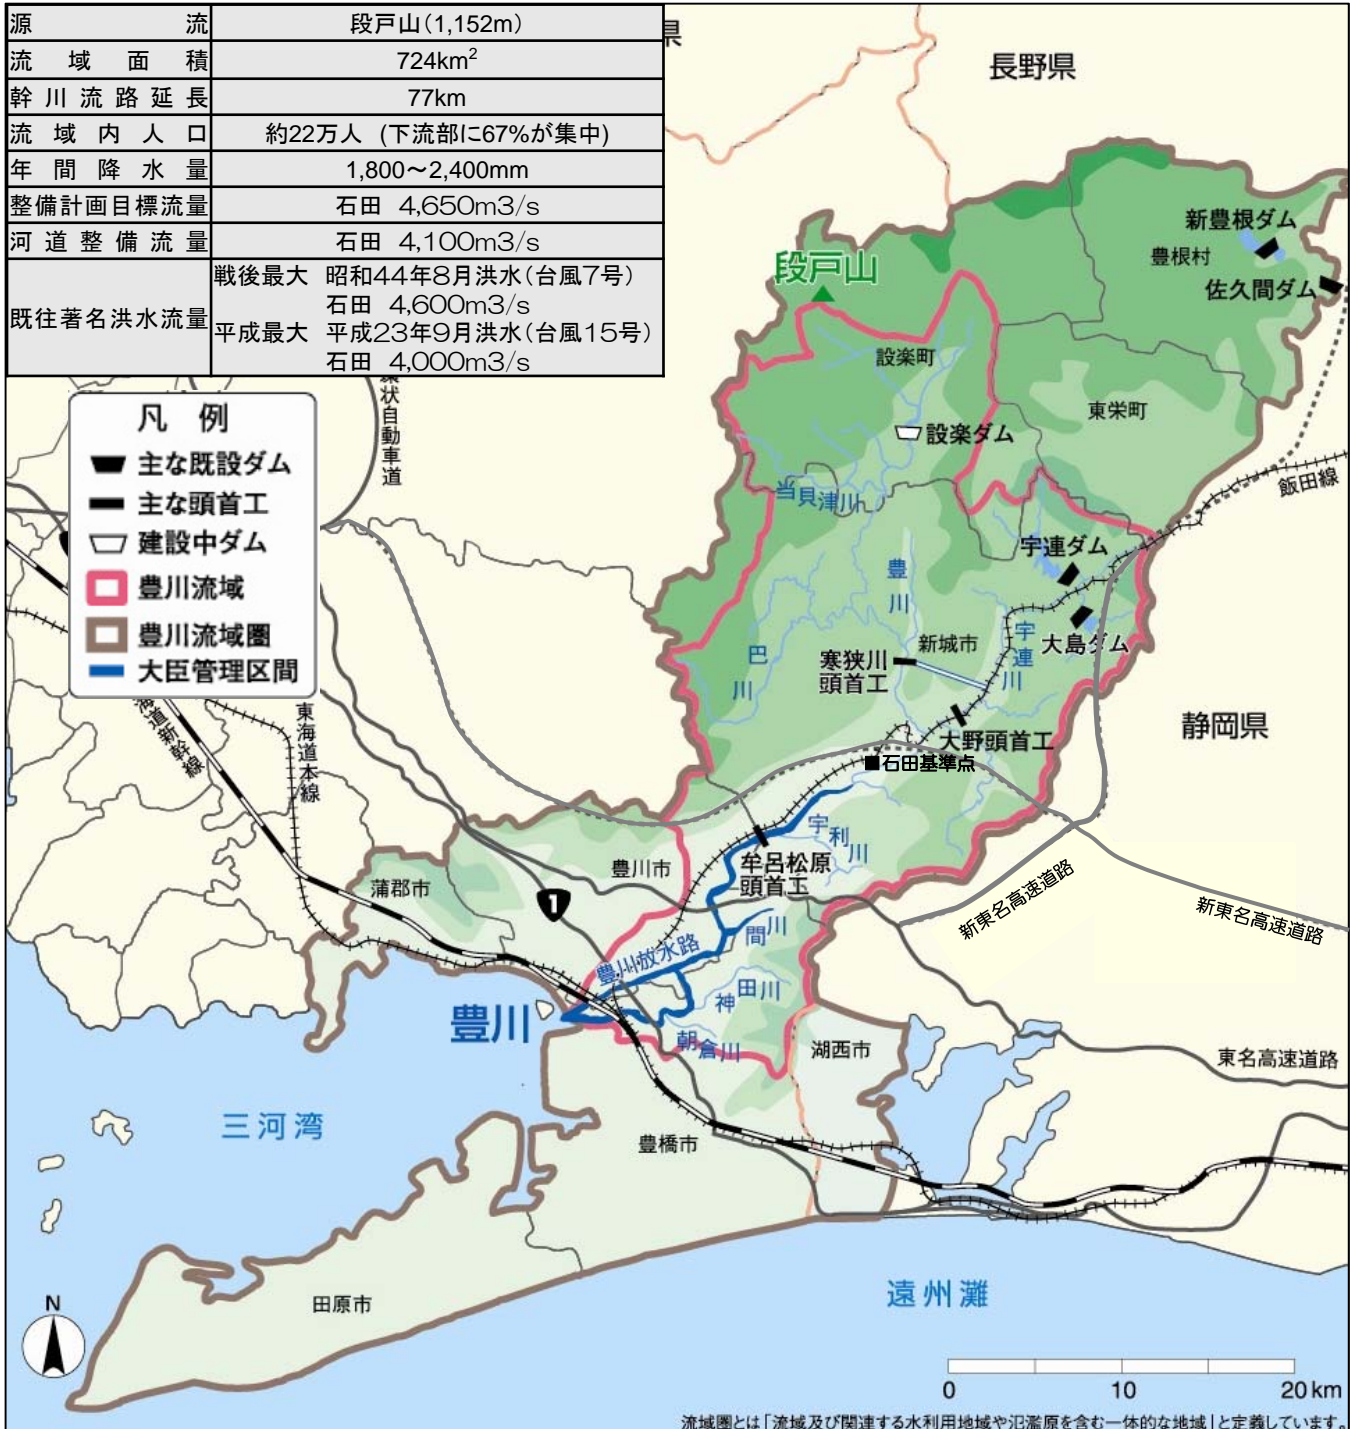 源流 段戸山(1,152m)
流域面積 724km²
幹川流路延長 77km
流域内人口 約22万人 (下流部に67%が集中)
年間降水量 1,800～2,400mm
整備計画目標流量 石田 4,650m3/s
河道整備流量 石田 4,100m3/s
既往著名洪水流量
戦後最大 昭和44年8月洪水(台風7号)
石田 4,600m3/s
平成最大 平成23年9月洪水(台風15号)
石田 4,000m3/s
県
長野県
凡例
主な既設ダム
主な頭首工
建設中ダム
豊川流域
豊川流域圏
大臣管理区間
状自動車道
海道新幹線
東海道本線
段戸山
設楽町
設楽ダム
当貝津川
新豊根ダム
豊根村
佐久間ダム
東栄町
飯田線
宇連ダム
大島ダム
豊川
新城市
宇連川
巴川
寒狭川
頭首工
大野頭首工
石田基準点
静岡県
宇利川
牟呂松原
頭首工
豊川市
蒲郡市
1
間川
豊川放水路
神田川
朝倉川
豊川
湖西市
新東名高速道路
新東名高速道路
東名高速道路
三河湾
豊橋市
田原市
遠州灘
N
0 10 20km
流域圏とは「流域及び関連する水利用地域や氾濫原を含む一体的な地域」と定義しています。